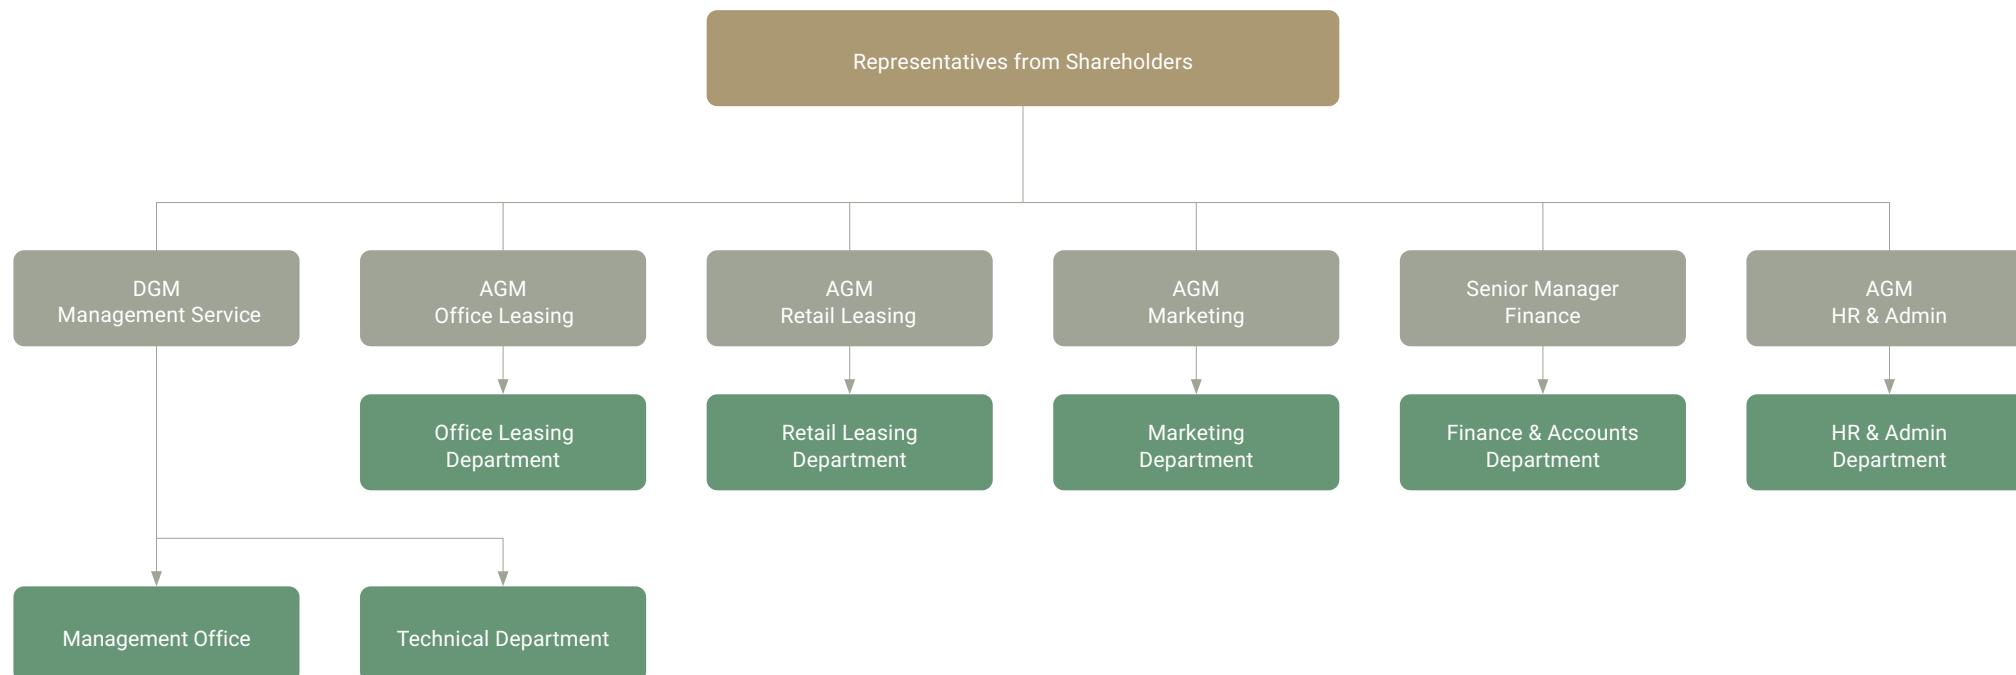 Representatives from Shareholders
DGM
Management Service
AGM
Office Leasing
AGM
Retail Leasing
AGM
Marketing
Senior Manager
Finance
AGM
HR & Admin
Office Leasing
Department
Retail Leasing
Department
Marketing
Department
Finance & Accounts
Department
HR & Admin
Department
Management Office
Technical Department